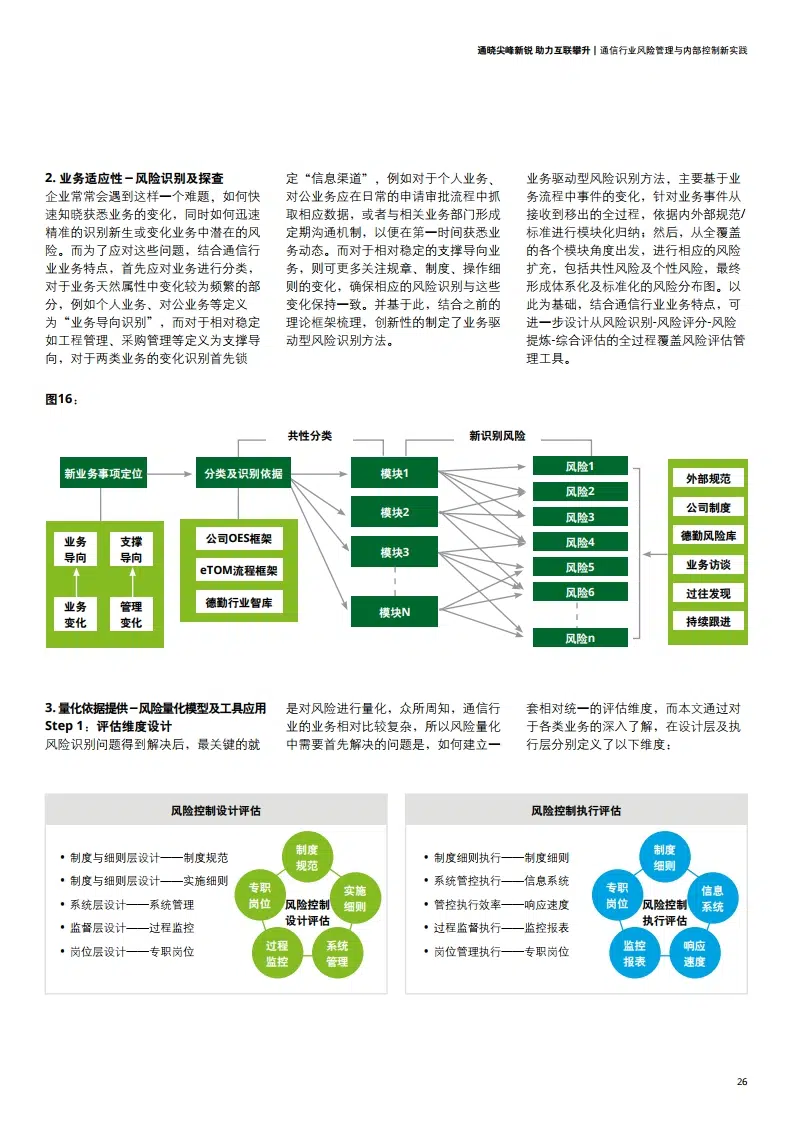 通晓尖峰新锐 助力互联攀升 | 通信行业风险管理与内部控制新实践
2. 业务适应性 – 风险识别及探查
企业常常会遇到这样一个难题，如何快
速知晓获悉业务的变化，同时如何迅速
精准的识别新生或变化业务中潜在的风
险。而为了应对这些问题，结合通信行
业业务特点，首先应对业务进行分类，
对于业务天然属性中变化较为频繁的部
分，例如个人业务、对公业务等定义
为“业务导向识别”，而对于相对稳定
如工程管理、采购管理等定义为支撑导
向，对于两类业务的变化识别首先锁
定“信息渠道”，例如对于个人业务、
对公业务应在日常的申请审批流程中抓
取相应数据，或者与相关业务部门形成
定期沟通机制，以便在第一时间获悉业
务动态。而对于相对稳定的支撑导向业
务，则可更多关注规章、制度、操作细
则的变化，确保相应的风险识别与这些
变化保持一致。并基于此，结合之前的
理论框架梳理，创新性的制定了业务驱
动型风险识别方法。
业务驱动型风险识别方法，主要基于业
务流程中事件的变化，针对业务事件从
接收到移出的全过程，依据内外部规范/
标准进行模块化归纳；然后，从全覆盖
的各个模块角度出发，进行相应的风险
扩充，包括共性风险及个性风险，最终
形成体系化及标准化的风险分布图。以
此为基础，结合通信行业业务特点，可
进一步设计从风险识别-风险评分-风险
提炼-综合评估的全过程覆盖风险评估管
理工具。
图16：
共性分类
新识别风险
新业务事项定位
分类及识别依据
业务
导向
支撑
导向
业务
变化
管理
变化
公司OES框架
eTOM流程框架
德勤行业智库
模块1
模块2
模块3
模块N
风险1
风险2
风险3
风险4
风险5
风险6
风险n
外部规范
公司制度
德勤风险库
业务访谈
过往发现
持续跟进
3. 量化依据提供 – 风险量化模型及工具应用
Step 1：评估维度设计
风险识别问题得到解决后，最关键的就
是对风险进行量化，众所周知，通信行
业的业务相对比较复杂，所以风险量化
中需要首先解决的问题是，如何建立一
套相对统一的评估维度，而本文通过对
于各类业务的深入了解，在设计层及执
行层分别定义了以下维度：
风险控制设计评估
• 制度与细则层设计——制度规范
• 制度与细则层设计——实施细则
• 系统层设计——系统管理
• 监督层设计——过程监控
• 岗位层设计——专职岗位
制度
规范
专职
岗位
实施
细则
风险控制
设计评估
过程
监控
系统
管理
风险控制执行评估
• 制度细则执行——制度细则
• 系统管控执行——信息系统
• 管控执行效率——响应速度
• 过程监督执行——监控报表
• 岗位管理执行——专职岗位
制度
细则
专职
岗位
信息
系统
风险控制
执行评估
监控
报表
响应
速度
26